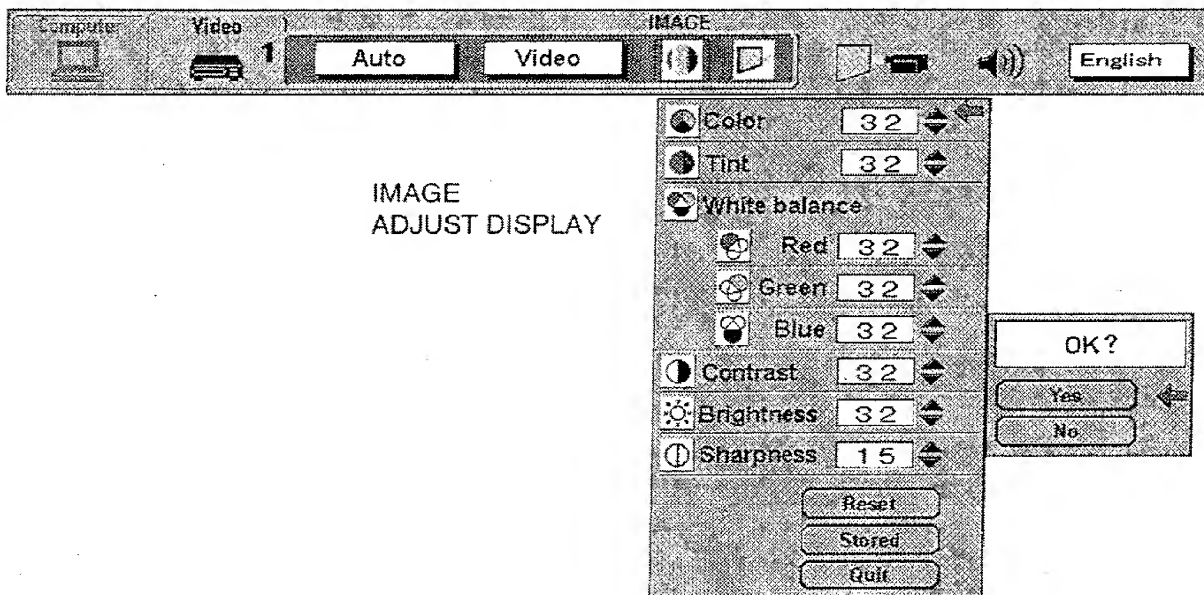 Computer Video IMAGE
1 Auto Video English
IMAGE
ADJUST DISPLAY
Color 32
Tint 32
White balance
Red 32
Green 32
Blue 32
Contrast 32
Brightness 32
Sharpness 15
Reset
Stored
Quit
OK?
Yes
No